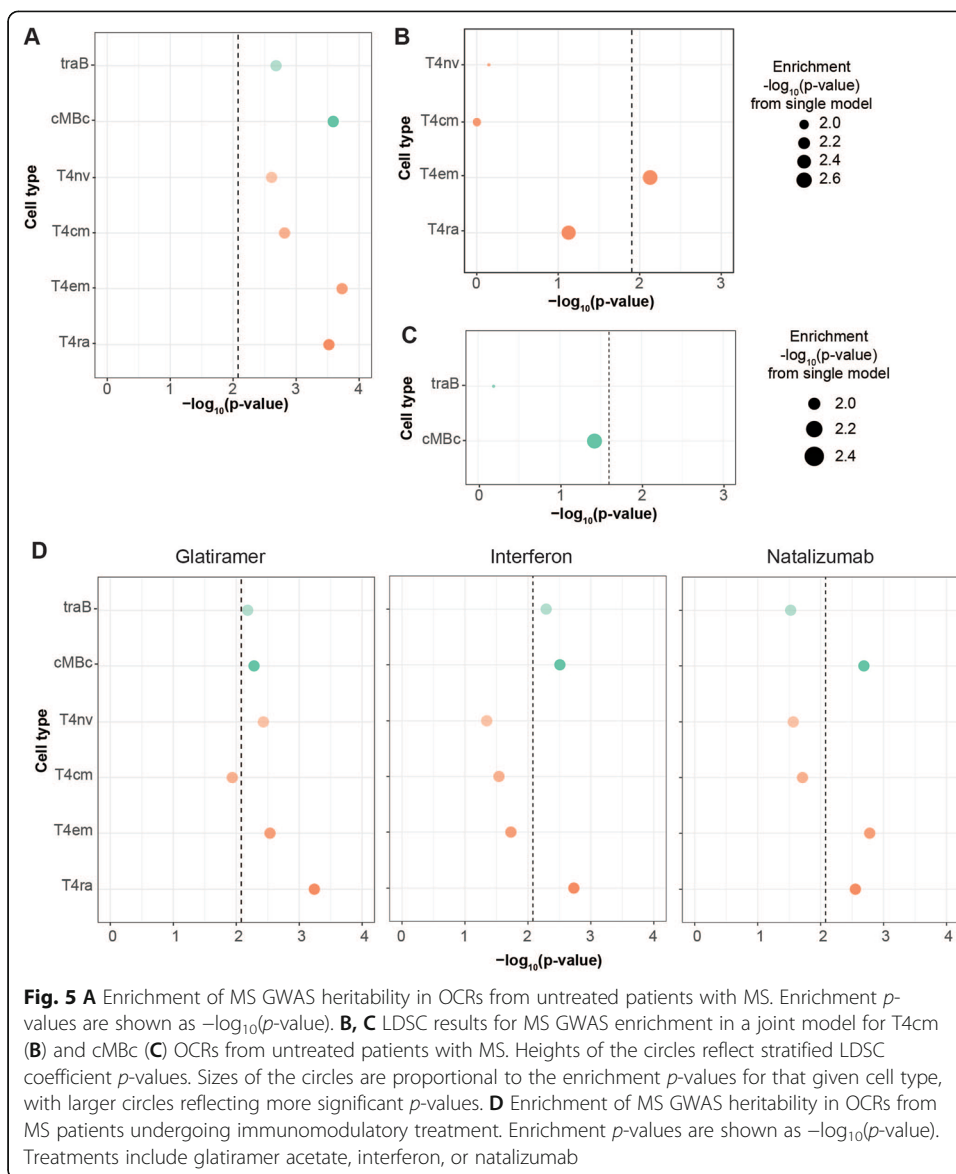 A
traB
cMBc
T4nv
T4cm
T4em
T4ra
Cell type
0 1 2 3 4
−log10(p-value)
B
T4nv
T4cm
T4em
T4ra
Cell type
0 1 2 3
−log10(p-value)
Enrichment
-log10(p-value)
from single model
2.0
2.2
2.4
2.6
C
traB
cMBc
Cell type
0 1 2 3
−log10(p-value)
Enrichment
-log10(p-value)
from single model
2.0
2.2
2.4
D
Glatiramer Interferon Natalizumab
traB
cMBc
T4nv
T4cm
T4em
T4ra
Cell type
0 1 2 3 4 0 1 2 3 4 0 1 2 3 4
−log10(p-value)
Fig. 5 A Enrichment of MS GWAS heritability in OCRs from untreated patients with MS. Enrichment p-
values are shown as −log10(p-value). B, C LDSC results for MS GWAS enrichment in a joint model for T4cm
(B) and cMBc (C) OCRs from untreated patients with MS. Heights of the circles reflect stratified LDSC
coefficient p-values. Sizes of the circles are proportional to the enrichment p-values for that given cell type,
with larger circles reflecting more significant p-values. D Enrichment of MS GWAS heritability in OCRs from
MS patients undergoing immunomodulatory treatment. Enrichment p-values are shown as −log10(p-value).
Treatments include glatiramer acetate, interferon, or natalizumab